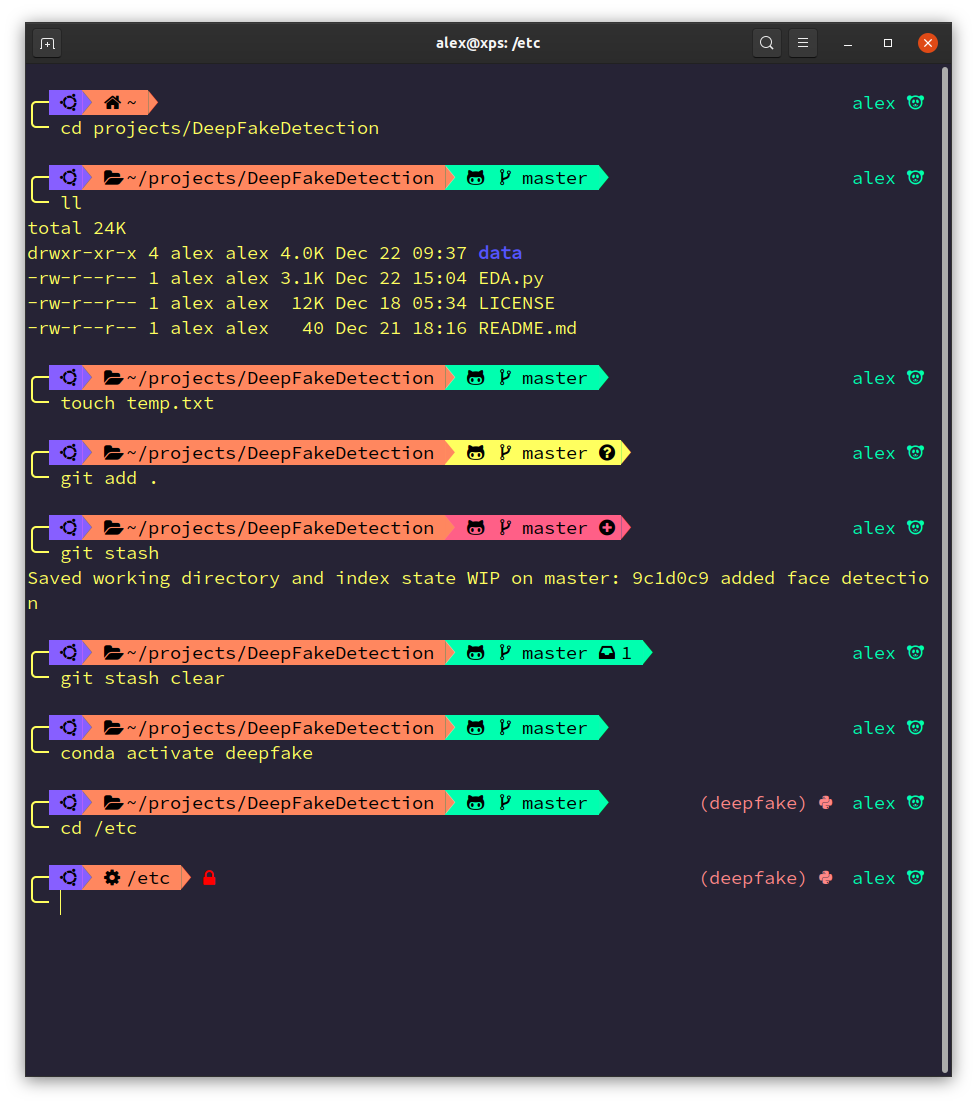 alex@xps: /etc
~ alex
cd projects/DeepFakeDetection
~/projects/DeepFakeDetection master alex
ll
total 24K
drwxr-xr-x 4 alex alex 4.0K Dec 22 09:37 data
-rw-r--r-- 1 alex alex 3.1K Dec 22 15:04 EDA.py
-rw-r--r-- 1 alex alex  12K Dec 18 05:34 LICENSE
-rw-r--r-- 1 alex alex   40 Dec 21 18:16 README.md
~/projects/DeepFakeDetection master alex
touch temp.txt
~/projects/DeepFakeDetection master ? alex
git add .
~/projects/DeepFakeDetection master + alex
git stash
Saved working directory and index state WIP on master: 9c1d0c9 added face detectio
n
~/projects/DeepFakeDetection master 1 alex
git stash clear
~/projects/DeepFakeDetection master alex
conda activate deepfake
~/projects/DeepFakeDetection master (deepfake) alex
cd /etc
/etc (deepfake) alex